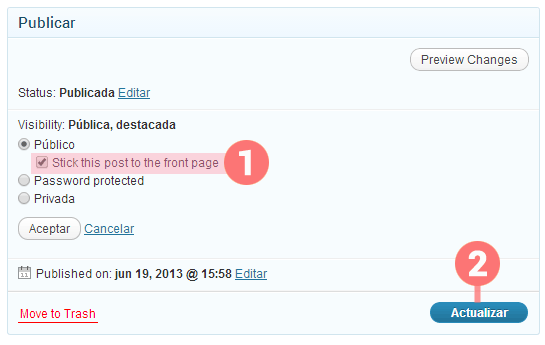 Publicar
Preview Changes
Status: Publicada Editar
Visibility: Pública, destacada
Público
Stick this post to the front page
1
Password protected
Privada
Aceptar Cancelar
11 Published on: jun 19, 2013 @ 15:58 Editar
2
Move to Trash Actualizar